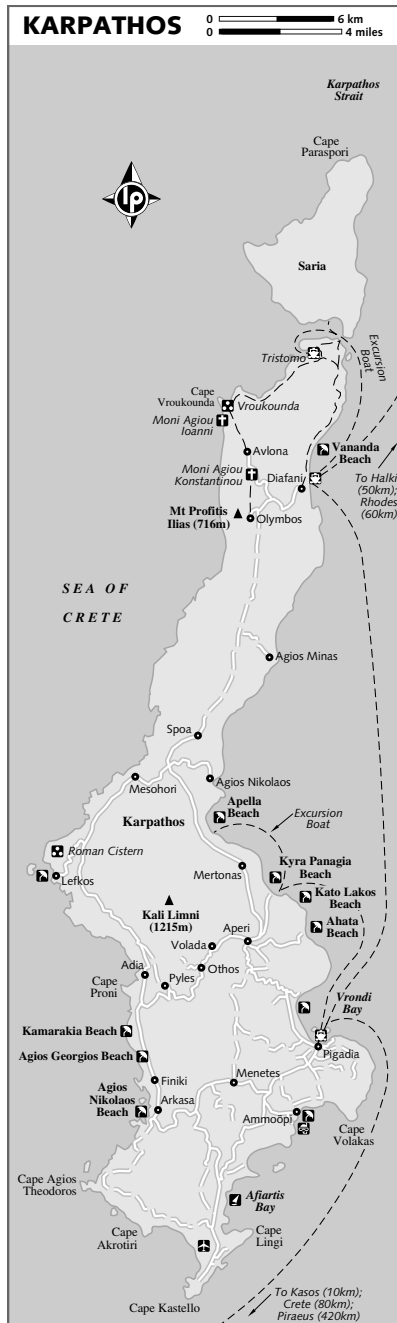 KARPATHOS
0 6 km
0 4 miles
Karpathos
Strait
Cape
Paraspori
lp
Saria
Tristomo
Excursion
Boat
Cape
Vroukounda
Vroukounda
Moni Agiou
Ioanni
Avlona
Vananda
Beach
Moni Agiou
Konstantinou
Diafani
To Halki
(50km);
Rhodes
(60km)
Mt Profitis
Ilias (716m)
Olymbos
SEA OF
CRETE
Agios Minas
Spoa
Mesohori
Agios Nikolaos
Apella
Beach
Karpathos
Excursion
Boat
Roman Cistern
Kyra Panagia
Beach
Mertonas
Lefkos
Kato Lakos
Beach
Kali Limni
(1215m)
Ahata
Beach
Aperi
Volada
Adia
Othos
Cape
Proni
Pyles
Vrondi
Bay
Kamarakia Beach
Pigadia
Agios Georgios Beach
Finiki
Menetes
Agios
Nikolaos
Beach
Arkasa
Ammoöpi
Cape
Volakas
Cape Agios
Theodoros
Afiartis
Bay
Cape
Akrotiri
Cape
Lingi
To Kasos (10km);
Crete (80km);
Piraeus (420km)
Cape Kastello